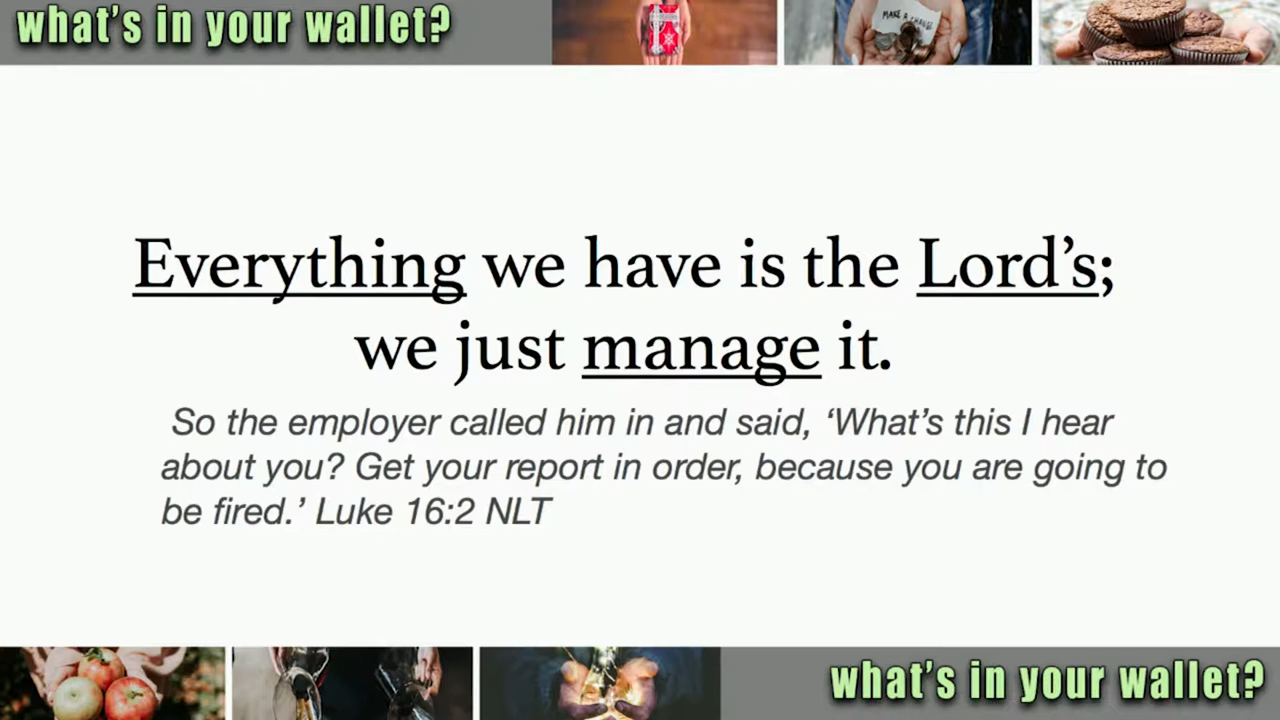 what's in your wallet?
MAKE A CHANGE
Everything we have is the Lord's;
we just manage it.
So the employer called him in and said, ‘What's this I hear
about you? Get your report in order, because you are going to
be fired.’ Luke 16:2 NLT
what's in your wallet?